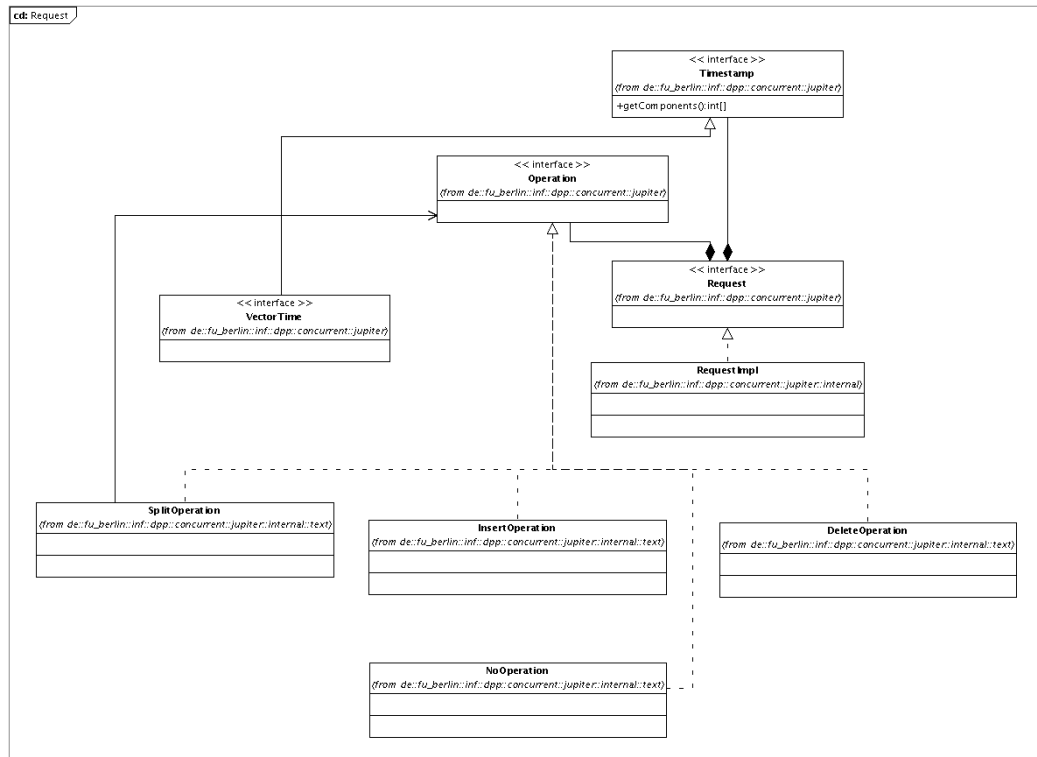 cd: Request
<< interface >>
Timestamp
(from de::fu_berlin::inf::dpp::concurrent::jupiter)
+getComponents():int[]
<< interface >>
Operation
(from de::fu_berlin::inf::dpp::concurrent::jupiter)
<< interface >>
Request
(from de::fu_berlin::inf::dpp::concurrent::jupiter)
<< interface >>
VectorTime
(from de::fu_berlin::inf::dpp::concurrent::jupiter)
RequestImpl
(from de::fu_berlin::inf::dpp::concurrent::jupiter::internal)
SplitOperation
(from de::fu_berlin::inf::dpp::concurrent::jupiter::internal::text)
InsertOperation
(from de::fu_berlin::inf::dpp::concurrent::jupiter::internal::text)
DeleteOperation
(from de::fu_berlin::inf::dpp::concurrent::jupiter::internal::text)
NoOperation
(from de::fu_berlin::inf::dpp::concurrent::jupiter::internal::text)